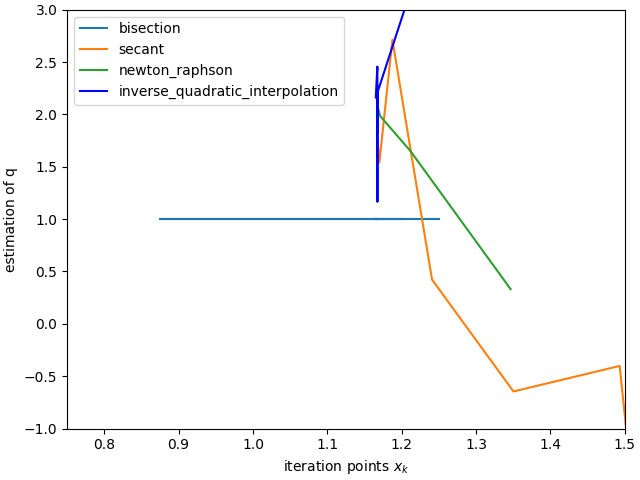 3.0
2.5
2.0
1.5
1.0
0.5
0.0
−0.5
−1.0
estimation of q
bisection
secant
newton_raphson
inverse_quadratic_interpolation
0.8 0.9 1.0 1.1 1.2 1.3 1.4 1.5
iteration points xₖ